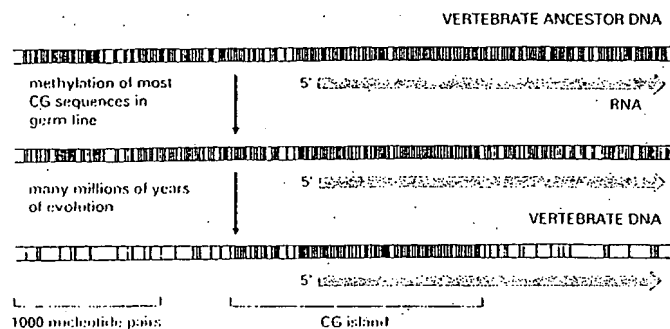 VERTEBRATE ANCESTOR DNA
methylation of most
CG sequences in
germ line
5'
RNA
many millions of years
of evolution
5'
VERTEBRATE DNA
5'
1000 nucleotide pairs
CG island